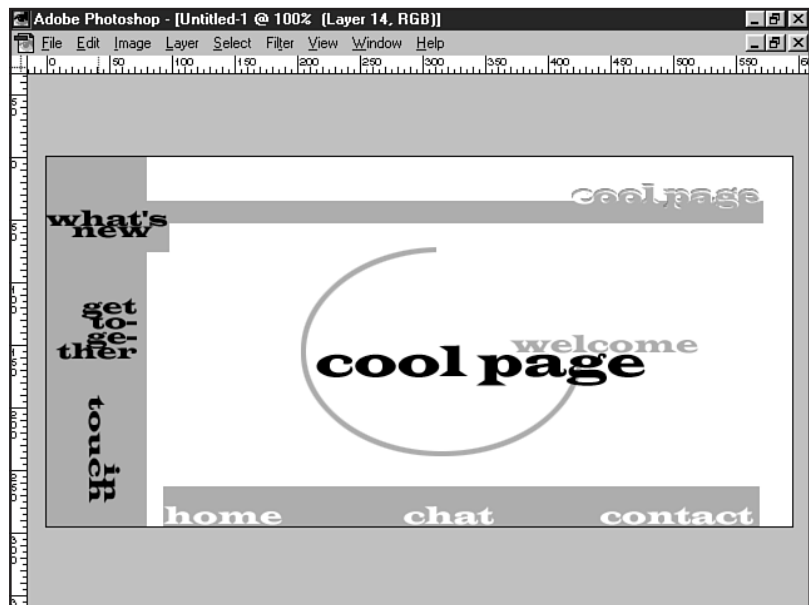 Adobe Photoshop - [Untitled-1 @ 100% (Layer 14, RGB)]
File Edit Image Layer Select Filter View Window Help
0 50 100 150 200 250 300 350 400 450 500 550
cool page
what's
new
get
to-
ge-
ther
welcome
cool page
touch
in
home chat contact